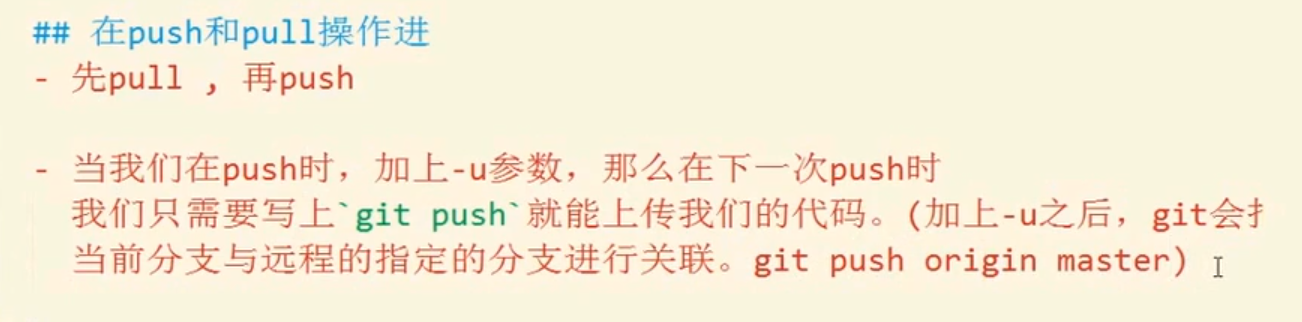 ## 在push和pull操作进
- 先pull , 再push
- 当我们在push时，加上-u参数，那么在下一次push时
我们只需要写上`git push`就能上传我们的代码。(加上-u之后，git会
当前分支与远程的指定的分支进行关联。git push origin master)